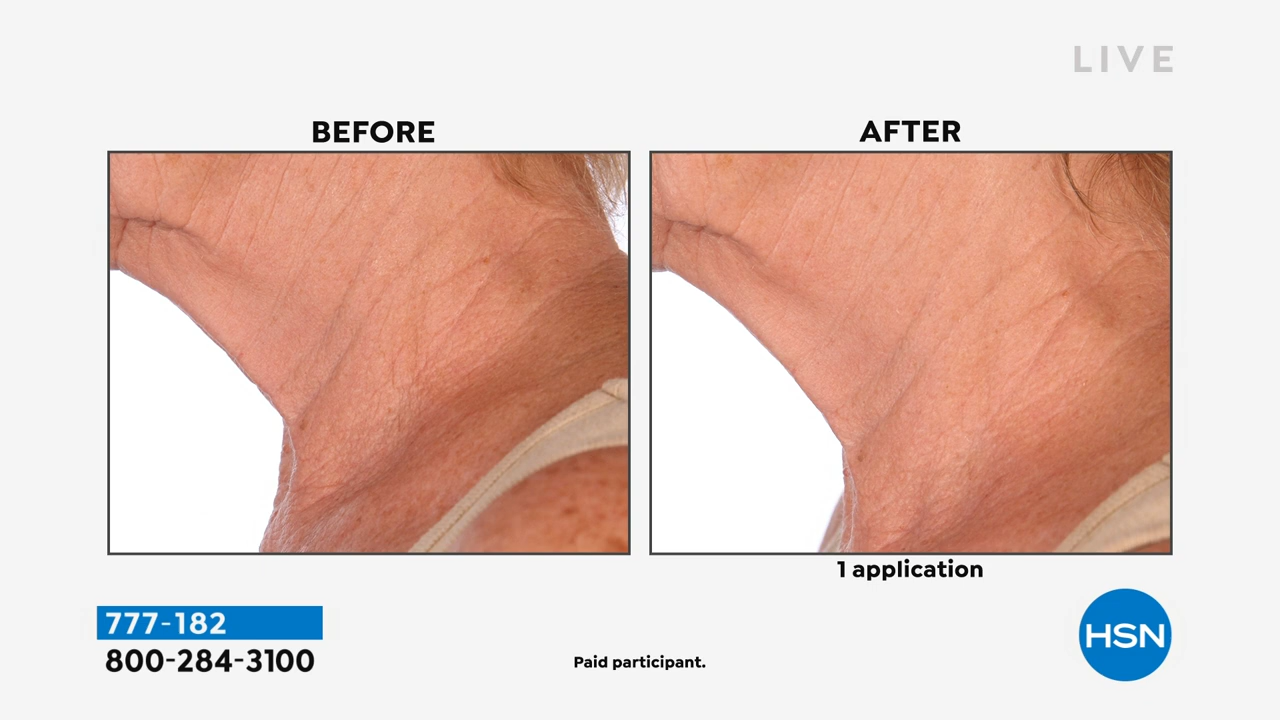 LIVE
BEFORE
AFTER
1 application
777-182
800-284-3100
Paid participant.
HSN